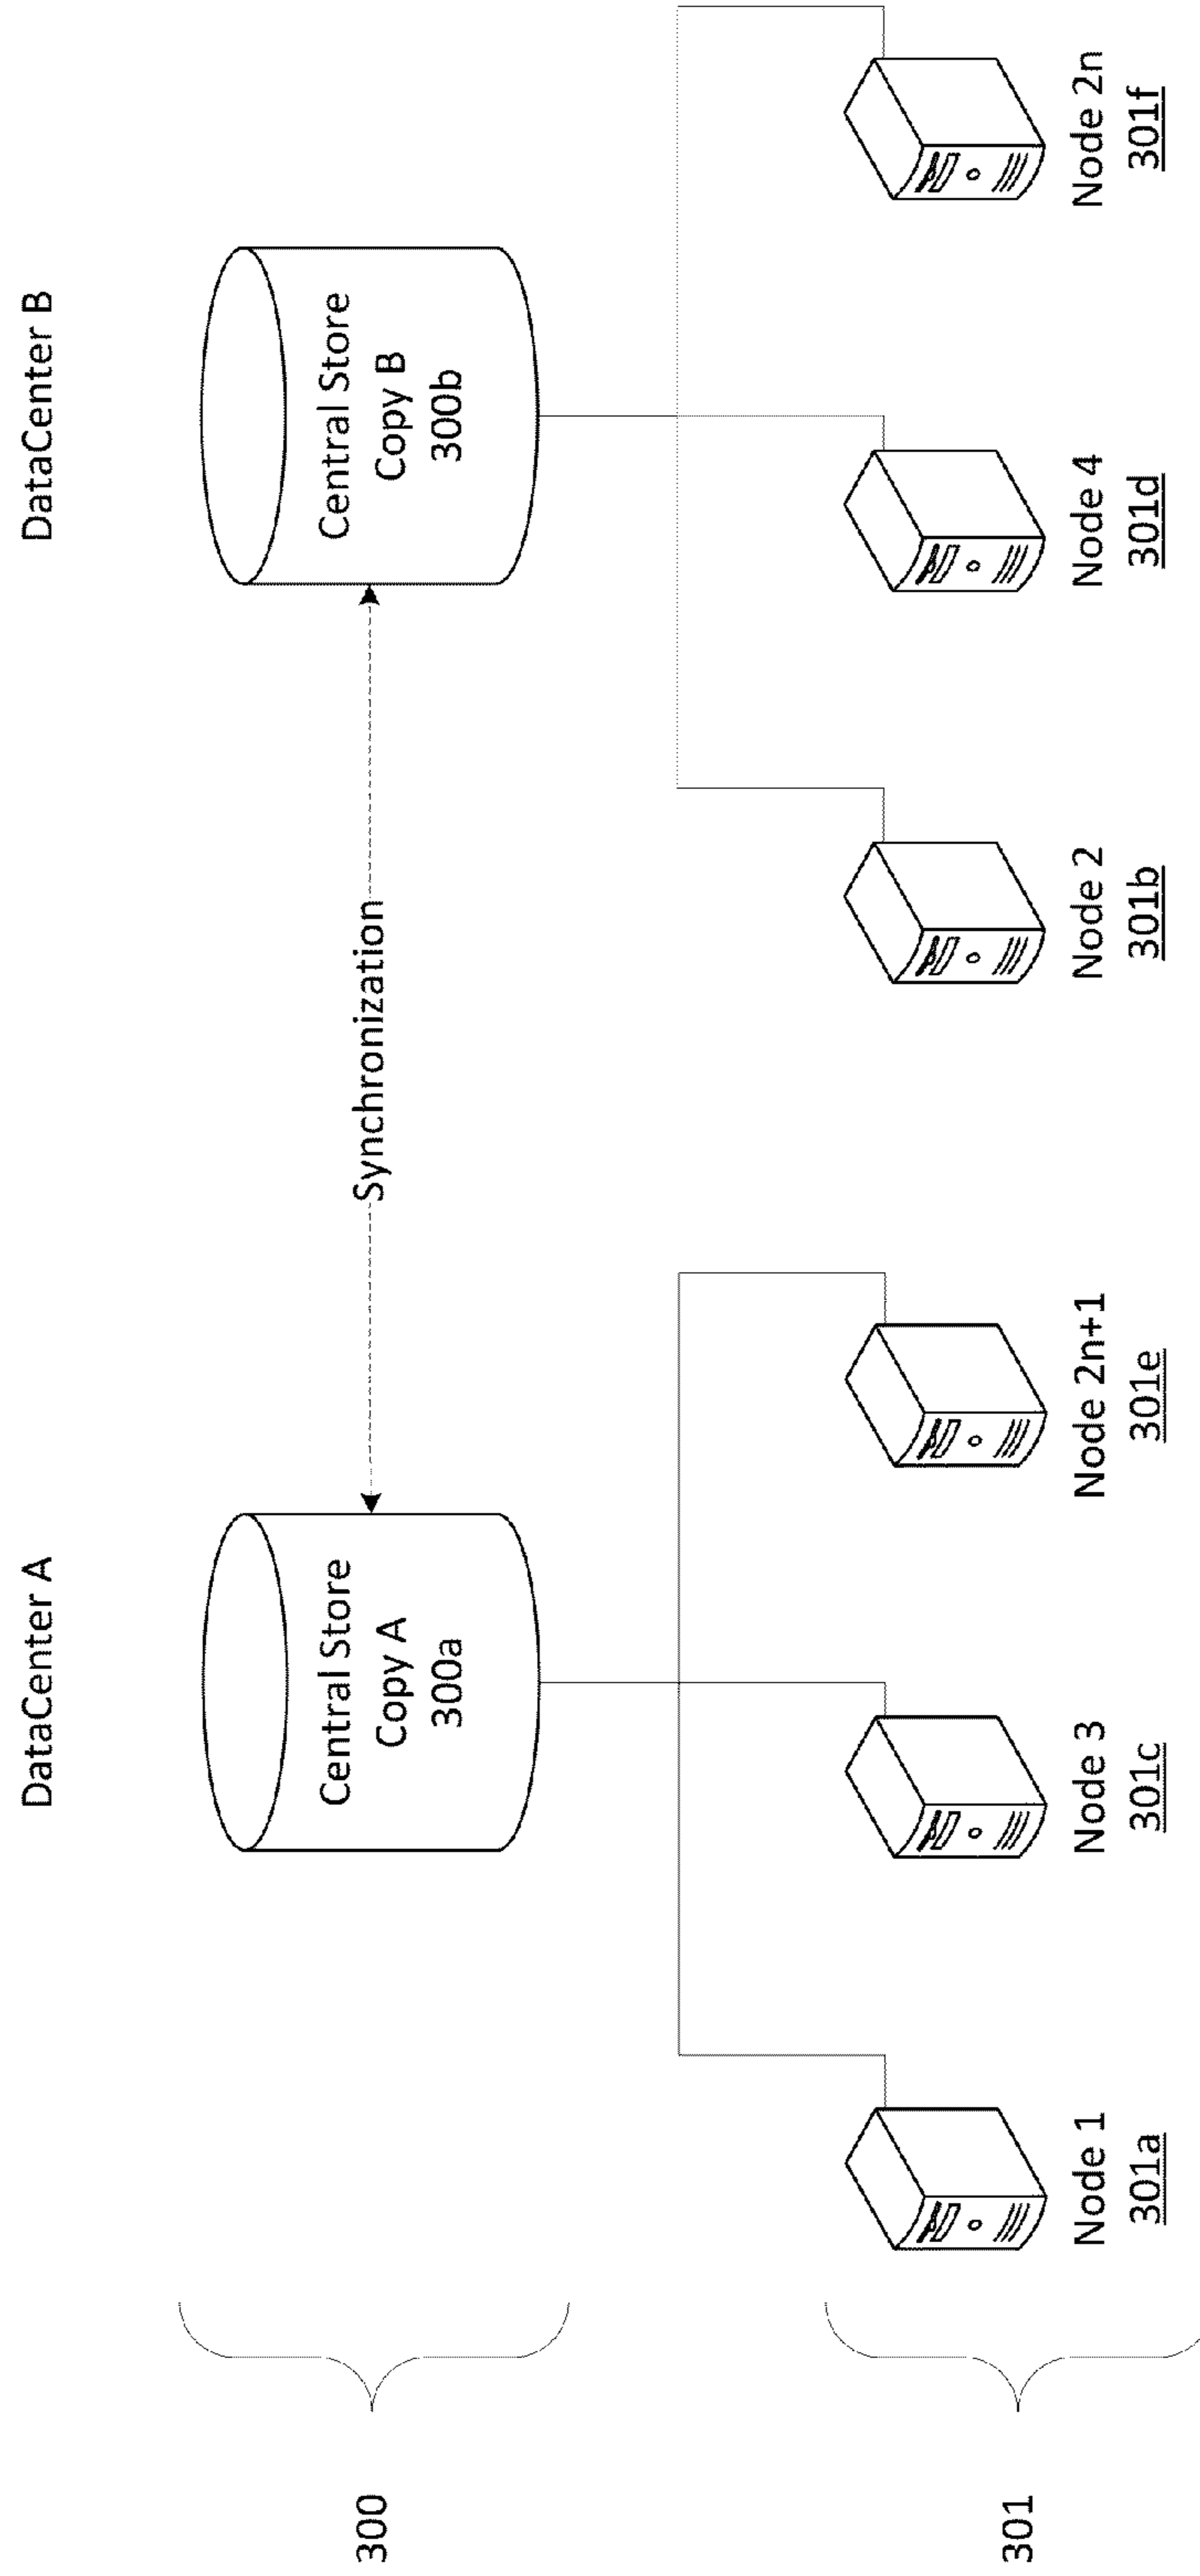 DataCenter A
DataCenter B
300
Central Store
Copy A
300a
Synchronization
Central Store
Copy B
300b
301
Node 1
301a
Node 3
301c
Node 2n+1
301e
Node 2
301b
Node 4
301d
Node 2n
301f